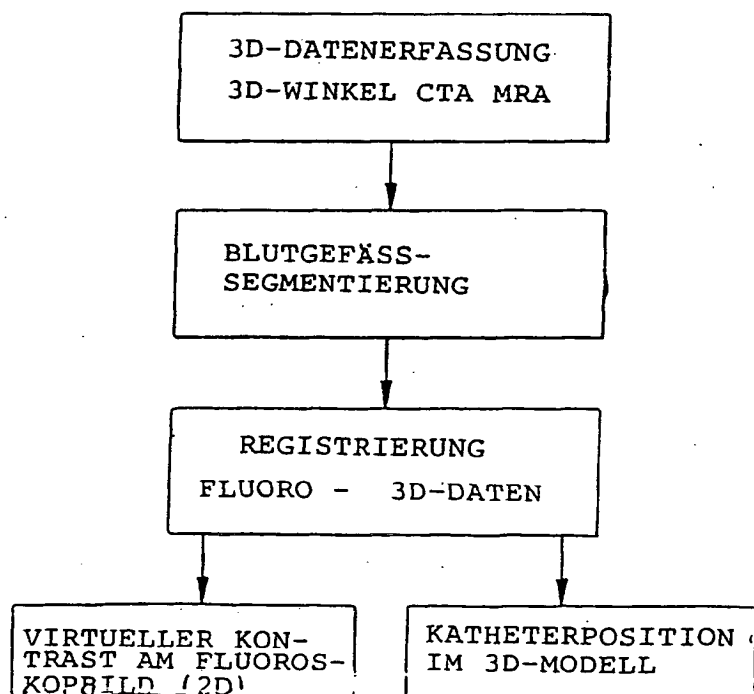 3D-DATENERFASSUNG
3D-WINKEL CTA MRA
BLUTGEFÄSS-
SEGMENTIERUNG
REGISTRIERUNG
FLUORO - 3D-DATEN
VIRTUELLER KON-
TRAST AM FLUOROS-
KOPBILD (2D)
KATHETERPOSITION
IM 3D-MODELL